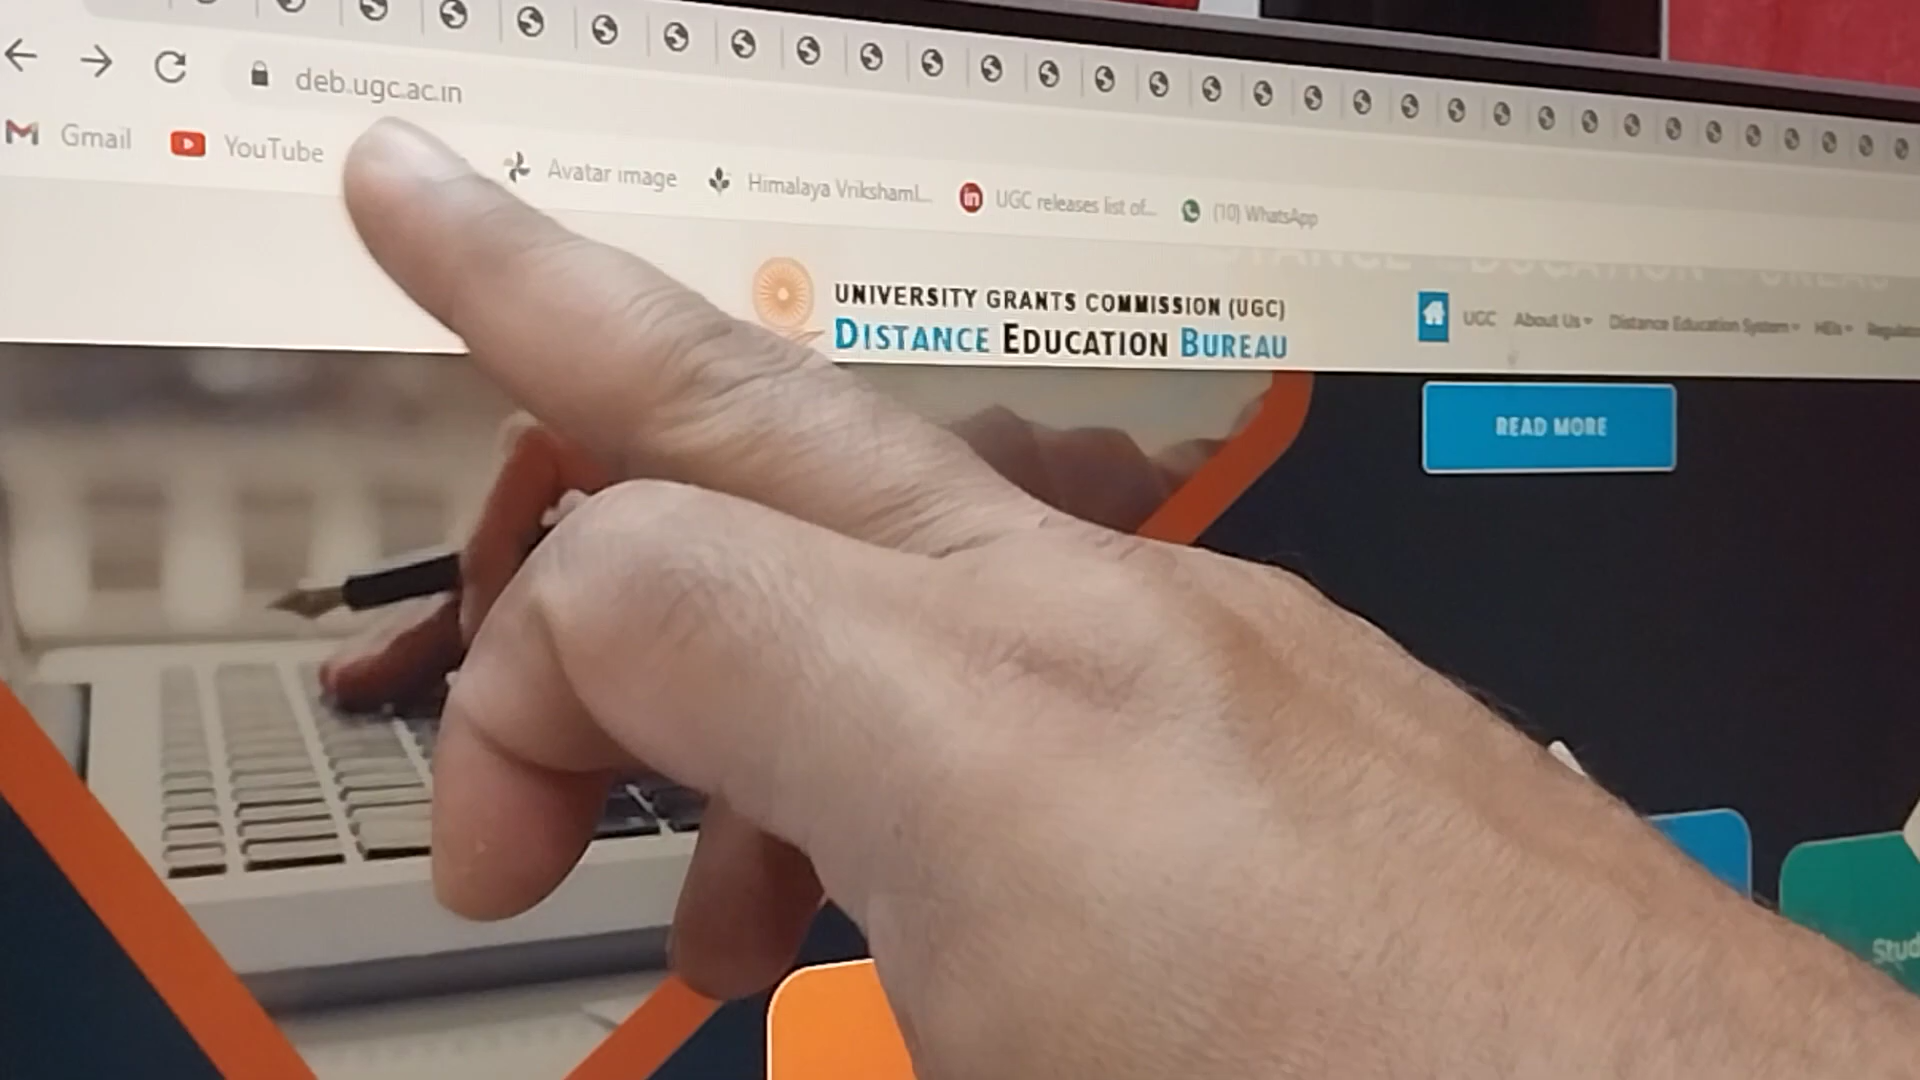 deb.ugc.ac.in
Gmail
YouTube
Avatar image
Himalaya Vrikshaml...
UGC releases list of...
(10) WhatsApp
UNIVERSITY GRANTS COMMISSION (UGC)
DISTANCE EDUCATION BUREAU
UGC
About Us
Distance Education System
HEIs
READ MORE